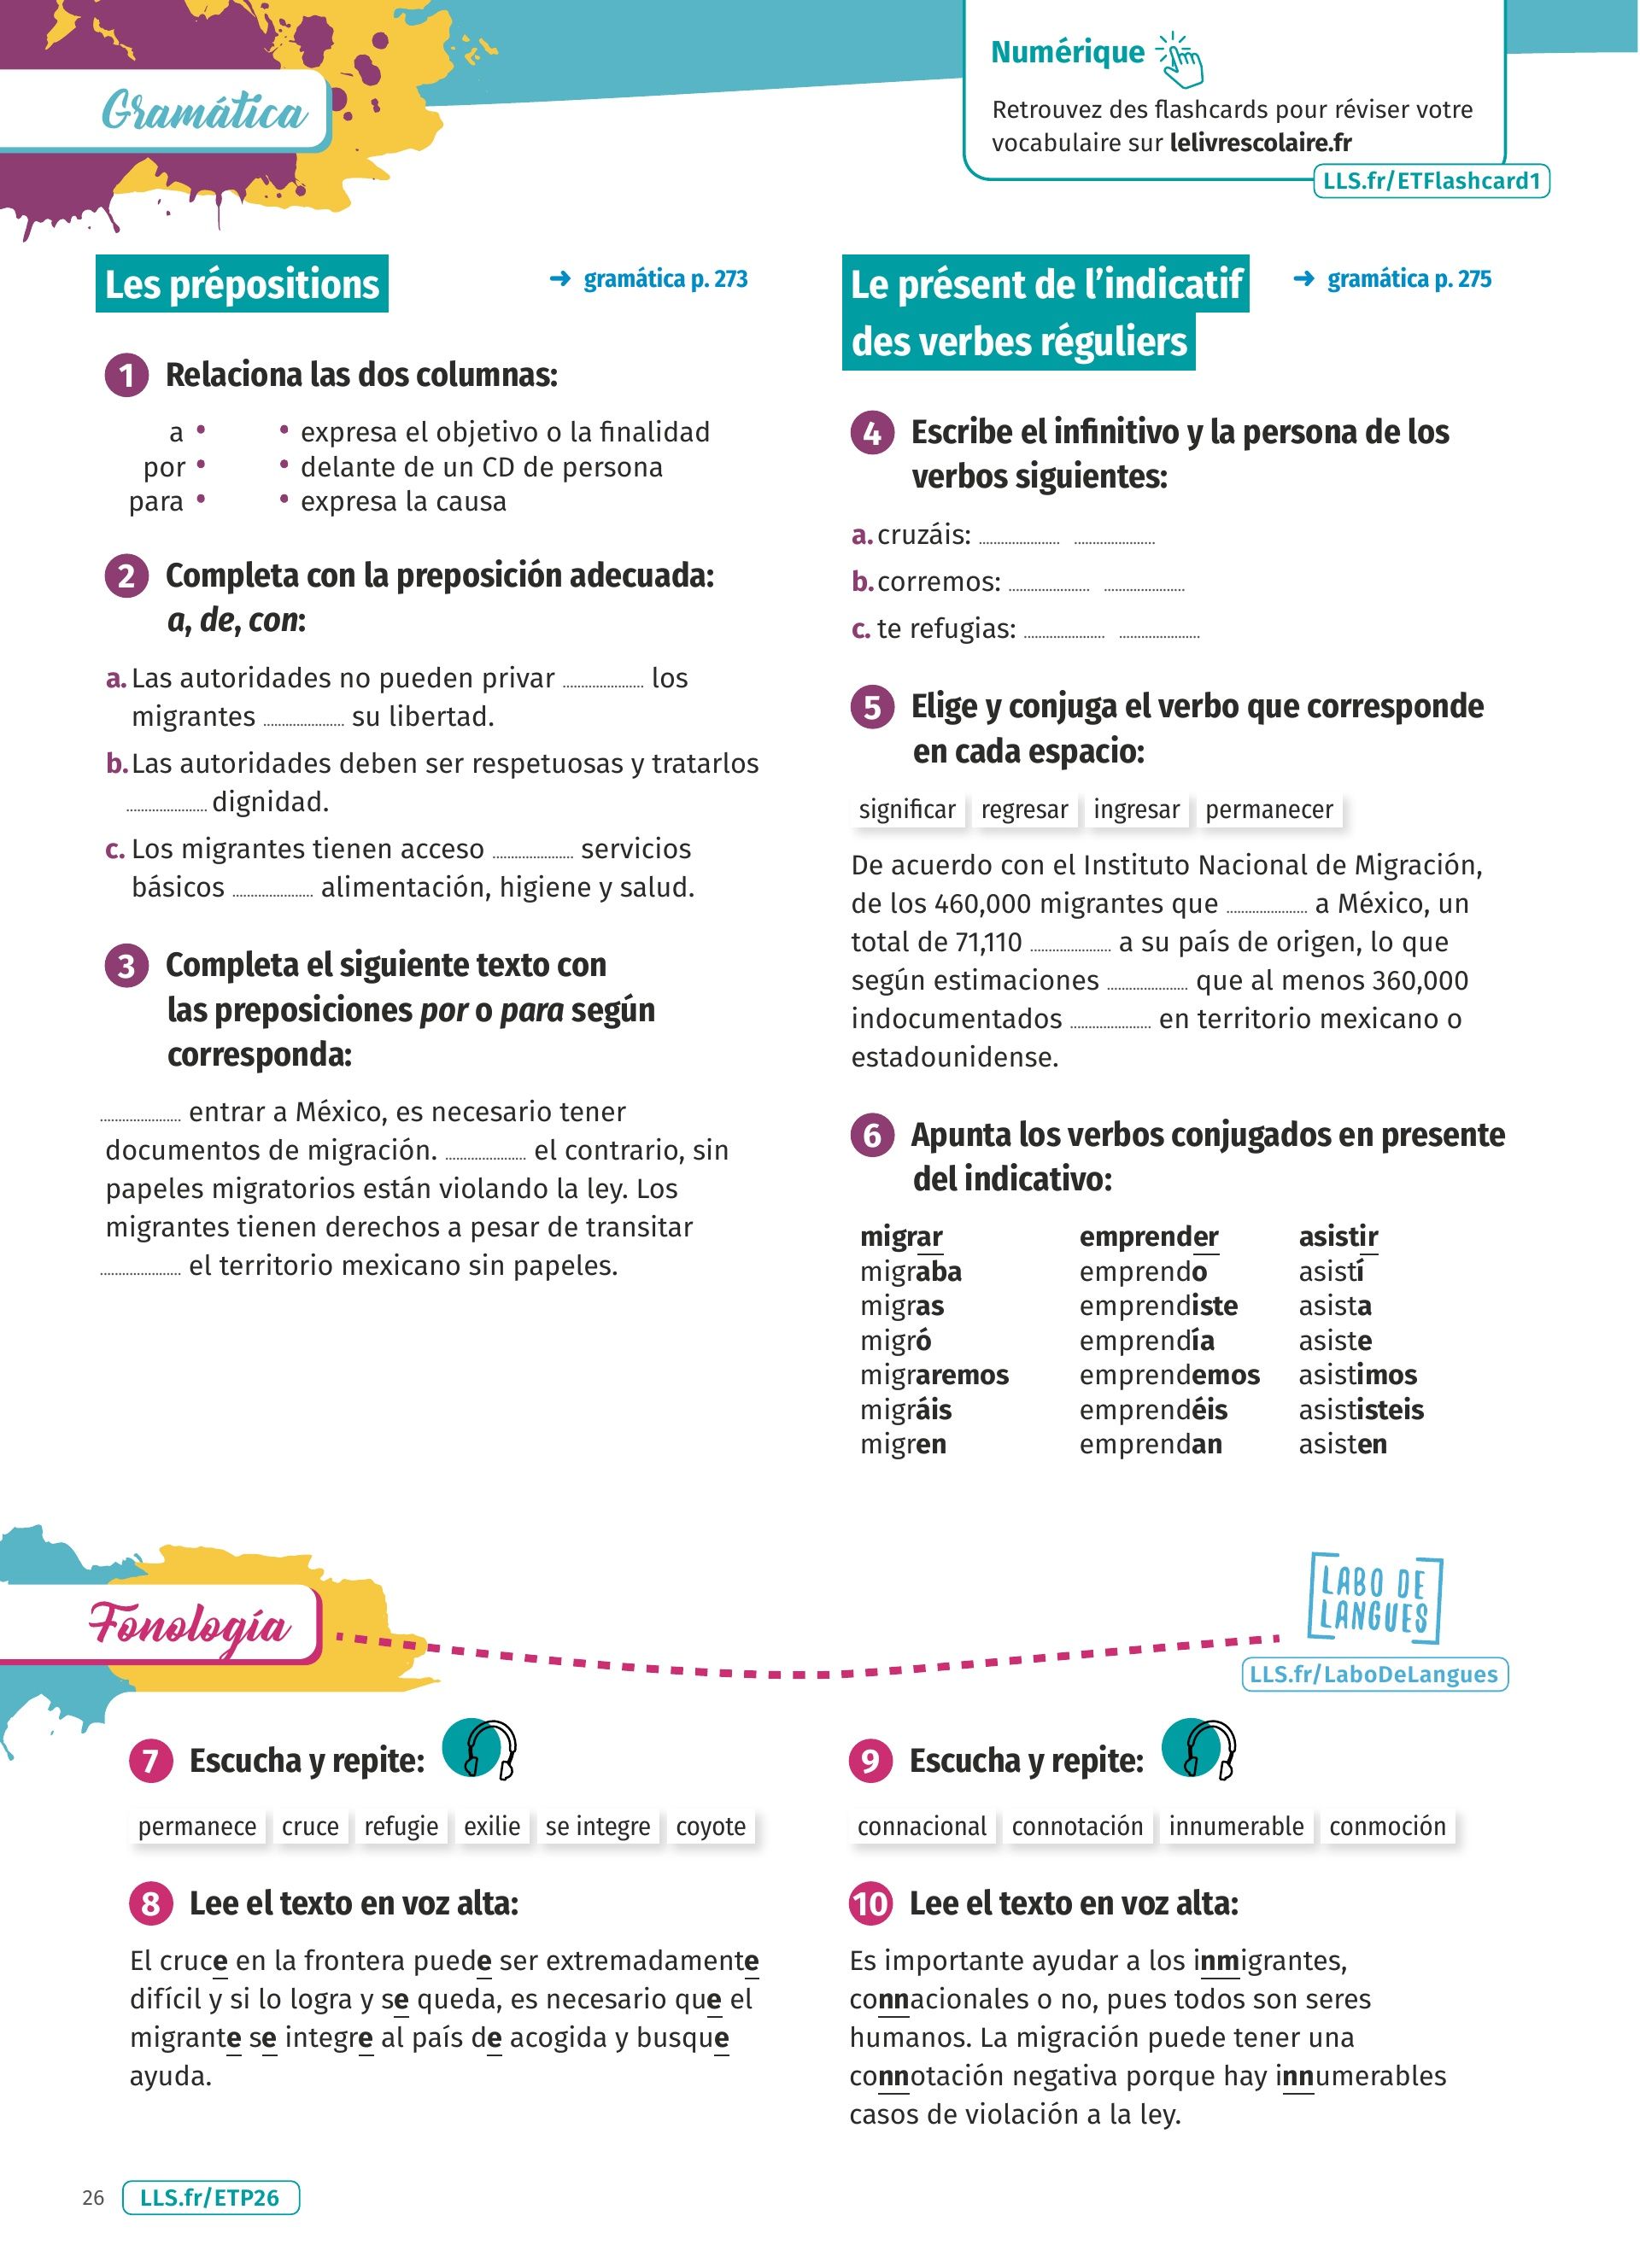 Gramática
Numérique
Retrouvez des flashcards pour réviser votre
vocabulaire sur lelivrescolaire.fr
LLS.fr/ETFlashcard1
Les prépositions
➜ gramática p. 273
1 Relaciona las dos columnas:
a • • expresa el objetivo o la finalidad
por • • delante de un CD de persona
para • • expresa la causa
2 Completa con la preposición adecuada:
a, de, con:
a. Las autoridades no pueden privar .................... los
migrantes .................... su libertad.
b. Las autoridades deben ser respetuosas y tratarlos
.................... dignidad.
c. Los migrantes tienen acceso .................... servicios
básicos .................... alimentación, higiene y salud.
3 Completa el siguiente texto con
las preposiciones por o para según
corresponda:
.................... entrar a México, es necesario tener
documentos de migración. .................... el contrario, sin
papeles migratorios están violando la ley. Los
migrantes tienen derechos a pesar de transitar
.................... el territorio mexicano sin papeles.
Le présent de l’indicatif
des verbes réguliers
➜ gramática p. 275
4 Escribe el infinitivo y la persona de los
verbos siguientes:
a. cruzáis: .................... ....................
b. corremos: .................... ....................
c. te refugias: .................... ....................
5 Elige y conjuga el verbo que corresponde
en cada espacio:
significar regresar ingresar permanecer
De acuerdo con el Instituto Nacional de Migración,
de los 460,000 migrantes que .................... a México, un
total de 71,110 .................... a su país de origen, lo que
según estimaciones .................... que al menos 360,000
indocumentados .................... en territorio mexicano o
estadounidense.
6 Apunta los verbos conjugados en presente
del indicativo:
migrar emprender asistir
migraba emprendo asistí
migras emprendiste asista
migró emprendía asiste
migraremos emprendemos asistimos
migráis emprendéis asististeis
migren emprendan asisten
Fonología
LABO DE
LANGUES
LLS.fr/LaboDeLangues
7 Escucha y repite:
permanece cruce refugie exilie se integre coyote
8 Lee el texto en voz alta:
El cruce en la frontera puede ser extremadamente
difícil y si lo logra y se queda, es necesario que el
migrante se integre al país de acogida y busque
ayuda.
9 Escucha y repite:
connacional connotación innumerable conmoción
10 Lee el texto en voz alta:
Es importante ayudar a los inmigrantes,
connacionales o no, pues todos son seres
humanos. La migración puede tener una
connotación negativa porque hay innumerables
casos de violación a la ley.
26 LLS.fr/ETP26